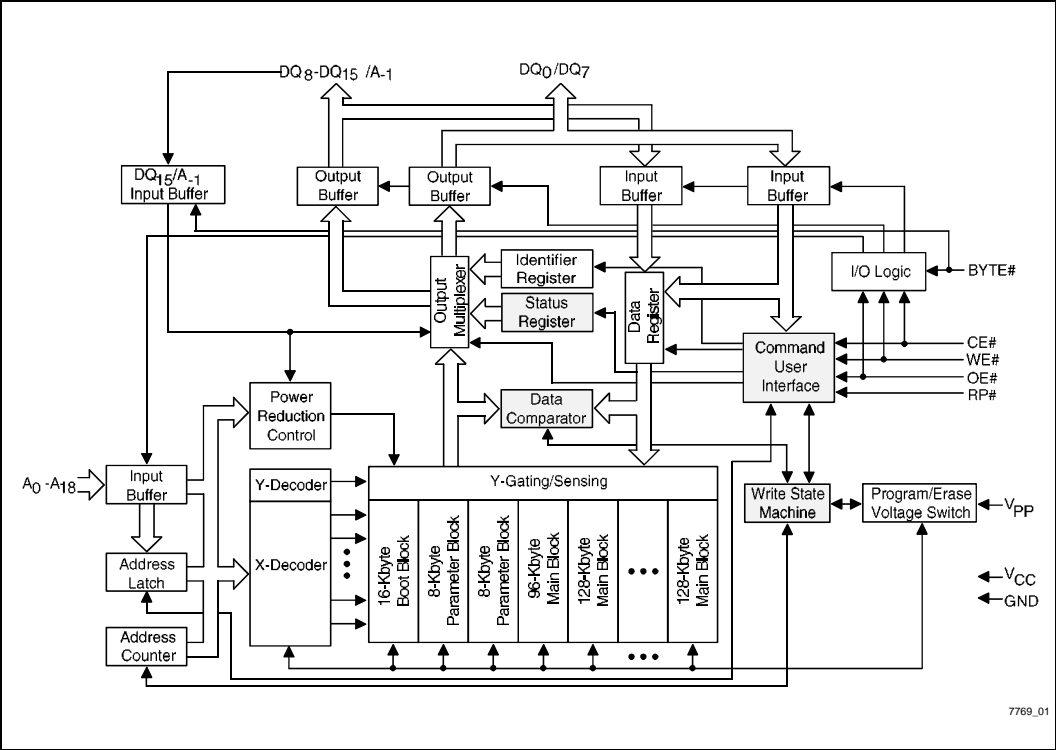 DQ8-DQ15 /A-1
DQ0/DQ7
DQ15/A-1
Input Buffer
Output
Buffer
Output
Buffer
Input
Buffer
Input
Buffer
Output
Multiplexer
Identifier
Register
Status
Register
Data
Register
I/O Logic
BYTE#
Command
User
Interface
CE#
WE#
OE#
RP#
Power
Reduction
Control
Data
Comparator
A0 -A18
Input
Buffer
Y-Decoder
Y-Gating/Sensing
Write State
Machine
Program/Erase
Voltage Switch
VPP
Address
Latch
X-Decoder
16-Kbyte
Boot Block
8-Kbyte
Parameter Block
8-Kbyte
Parameter Block
96-Kbyte
Main Block
128-Kbyte
Main Block
128-Kbyte
Main Block
VCC
GND
Address
Counter
7769_01